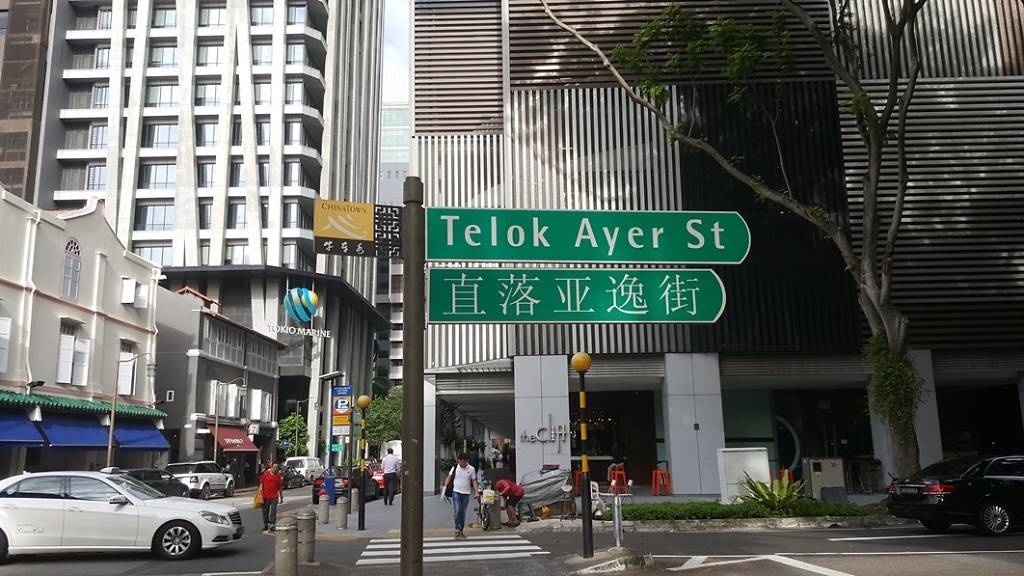 CHINATOWN
牛车水
Telok Ayer St
直落亚逸街
TOKIO MARINE
the Clift
P